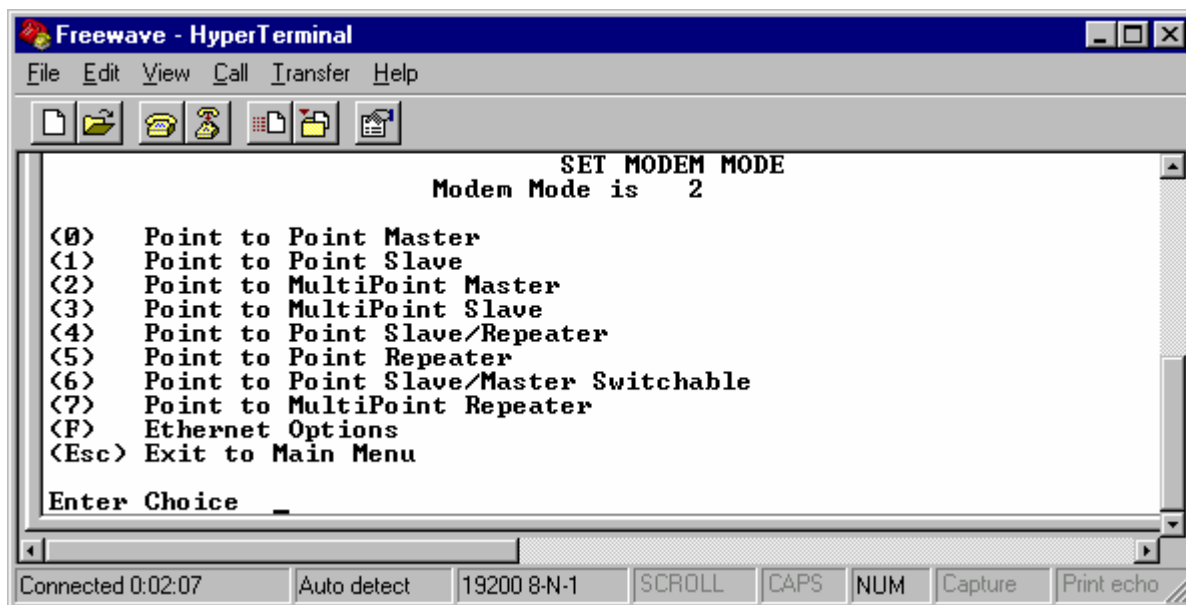 Freewave - HyperTerminal
File Edit View Call Transfer Help
SET MODEM MODE
Modem Mode is 2
(0) Point to Point Master
(1) Point to Point Slave
(2) Point to MultiPoint Master
(3) Point to MultiPoint Slave
(4) Point to Point Slave/Repeater
(5) Point to Point Repeater
(6) Point to Point Slave/Master Switchable
(7) Point to MultiPoint Repeater
(F) Ethernet Options
(Esc) Exit to Main Menu
Enter Choice _
Connected 0:02:07 Auto detect 19200 8-N-1 SCROLL CAPS NUM Capture Print echo